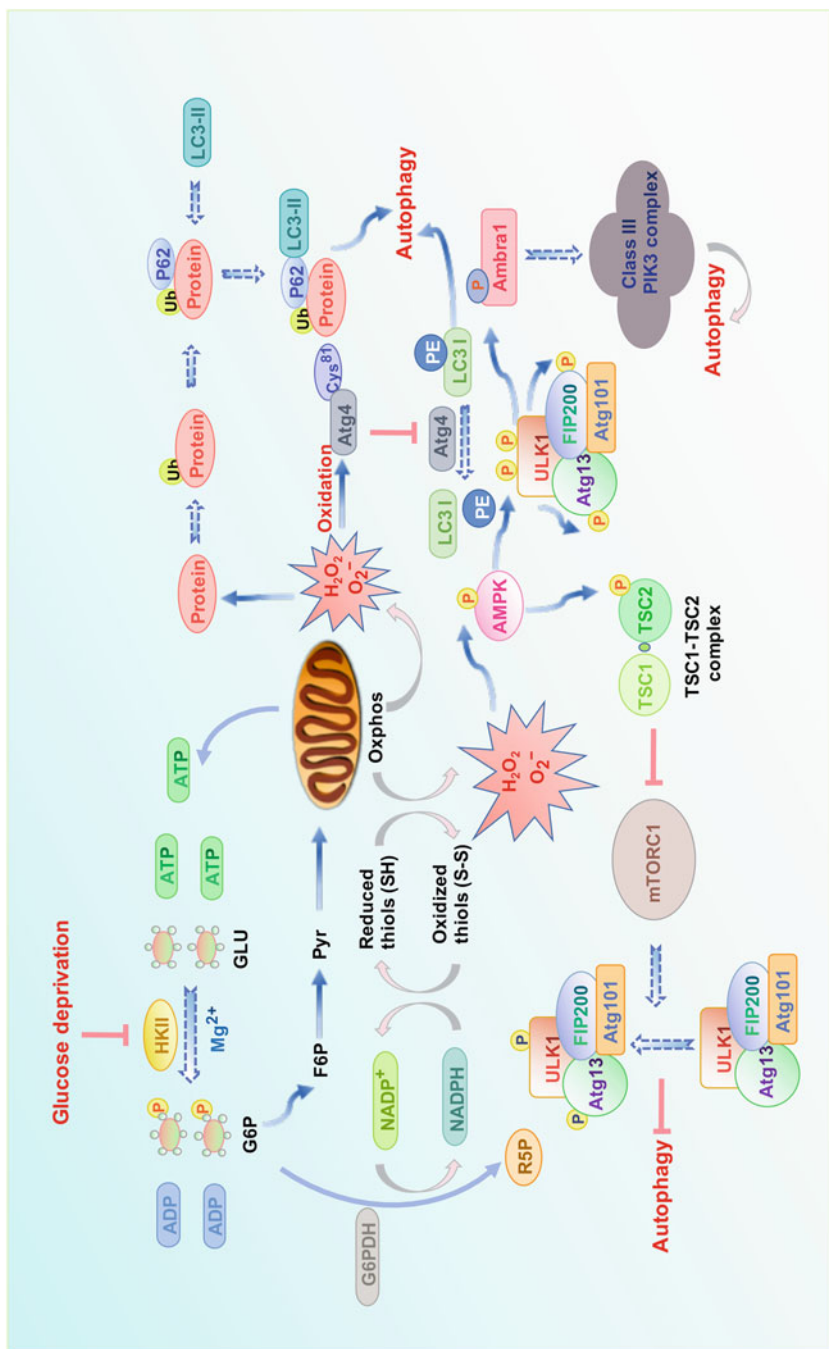 Glucose deprivation
ADP
ADP
P
P
G6P
HKII
Mg2+
GLU
ATP
ATP
ATP
Protein
Ub
Protein
Ub
P62
Protein
LC3-II
G6PDH
F6P
Pyr
Oxphos
H2O2
O2−
Oxidation
Atg4
Cys81
Ub
P62
LC3-II
Protein
Autophagy
NADP+
NADPH
Reduced
thiols (SH)
Oxidized
thiols (S-S)
R5P
H2O2
O2−
LC3 I
PE
Atg4
PE
LC3 I
P
AMPK
P
P
ULK1
P
FIP200
Atg13
Atg101
P
P
Ambra1
Class III
PIK3 complex
Autophagy
P
TSC1
TSC2
TSC1-TSC2
complex
mTORC1
P
ULK1
P
FIP200
Atg13
Atg101
ULK1
FIP200
Atg13
Atg101
Autophagy